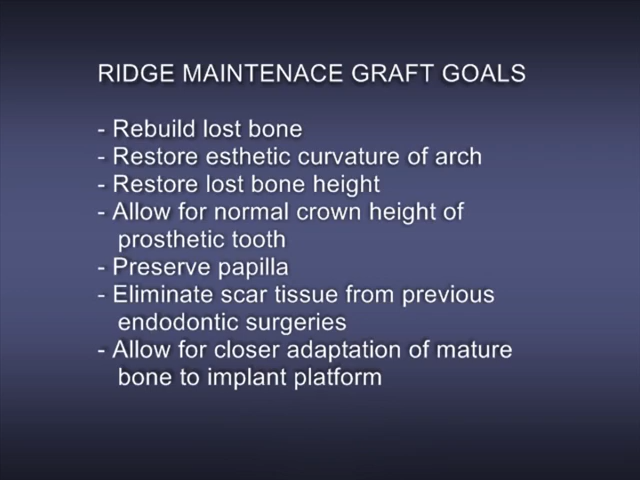 RIDGE MAINTENACE GRAFT GOALS
- Rebuild lost bone
- Restore esthetic curvature of arch
- Restore lost bone height
- Allow for normal crown height of
prosthetic tooth
- Preserve papilla
- Eliminate scar tissue from previous
endodontic surgeries
- Allow for closer adaptation of mature
bone to implant platform